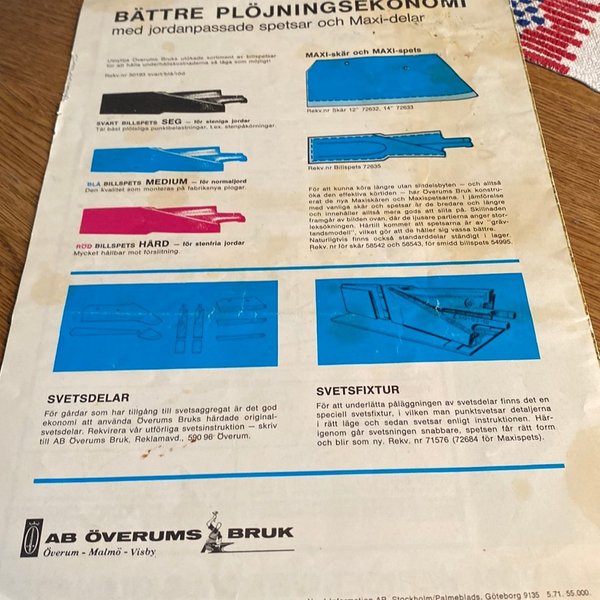 BÄTTRE PLÖJNINGSEKONOMI
med jordanpassade spetsar och Maxi-delar
Utnyttja Överums Bruks utökade sortiment av billspetsar
för att hålla underhållskostnaderna så låga som möjligt!
Rekv.nr 50193 svart/blå/röd
SVART BILLSPETS SEG – för steniga jordar
Tål bäst plötsliga punktbelastningar, t.ex. stenpåkörningar.
BLÅ BILLSPETS MEDIUM – för normaljord
Den kvalitet som monteras på fabriksnya plogar.
RÖD BILLSPETS HÅRD – för stenfria jordar
Mycket hållbar mot förslitning.
MAXI-skär och MAXI-spets
Rekv.nr Skär 12" 72632, 14" 72633
Rekv.nr Billspets 72635
För att kunna köra längre utan slitdelsbyten – och alltså
öka den effektiva körtiden – har Överums Bruk konstru-
erat de nya Maxiskären och Maxispetsarna. I jämförelse
med vanliga skär och spetsar är de bredare och längre
och innehåller alltså mera gods att slita på. Skillnaden
framgår av bilden ovan, där de ljusare partierna anger stor-
leksökningen. Härtill kommer att spetsarna är av "gräv-
tandsmodell", vilket gör att de håller sig vassa bättre.
Naturligtvis finns också standarddelar ständigt i lager.
Rekv. nr för skär 58542 och 58543, för smidd billspets 54995.
SVETSDELAR
För gårdar som har tillgång till svetsaggregat är det god
ekonomi att använda Överums Bruks härdade original-
svetsdelar. Rekvirera vår utförliga svetsinstruktion – skriv
till AB Överums Bruk, Reklamavd., 590 96 Överum.
SVETSFIXTUR
För att underlätta påläggningen av svetsdelar finns det en
speciell svetsfixtur, i vilken man punktsvetsar detaljerna
i rätt läge och sedan svetsar enligt instruktionen. Här-
igenom går svetsningen snabbare, spetsen får rätt form
och blir som ny. Rekv. nr 71576 (72684 för Maxispets).
AB ÖVERUMS BRUK
Överum - Malmö - Visby
AB, Stockholm/Palmeblads, Göteborg 9135 5.71. 55.000.